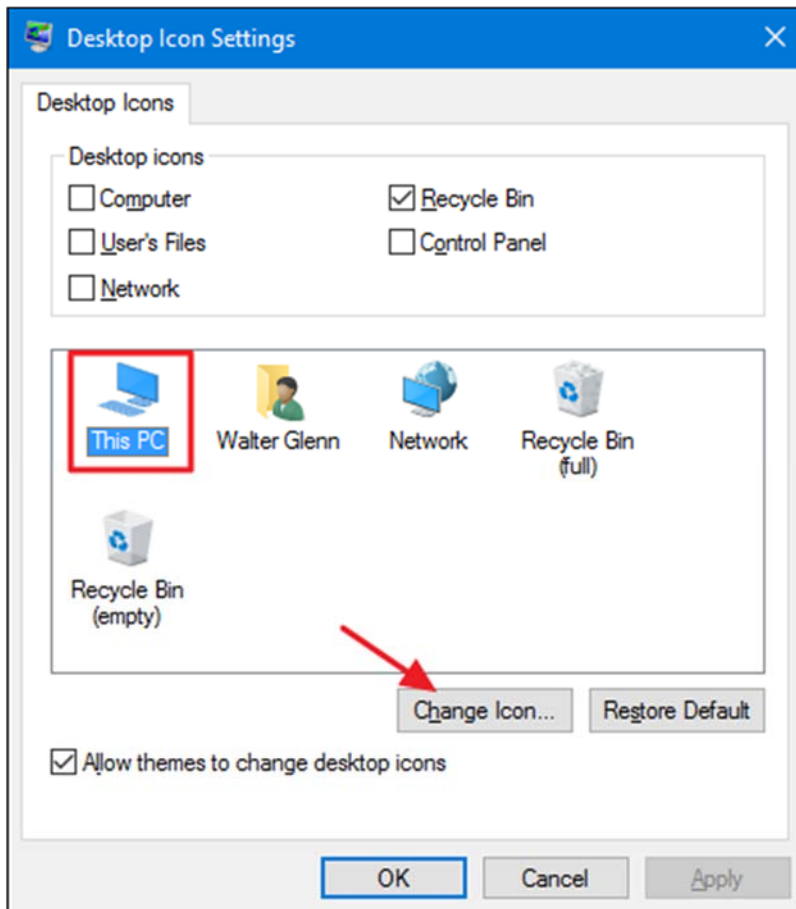 Desktop Icon Settings
Desktop Icons
Desktop icons
Computer
Recycle Bin
User's Files
Control Panel
Network
This PC
Walter Glenn
Network
Recycle Bin
(full)
Recycle Bin
(empty)
Change Icon...
Restore Default
Allow themes to change desktop icons
OK
Cancel
Apply